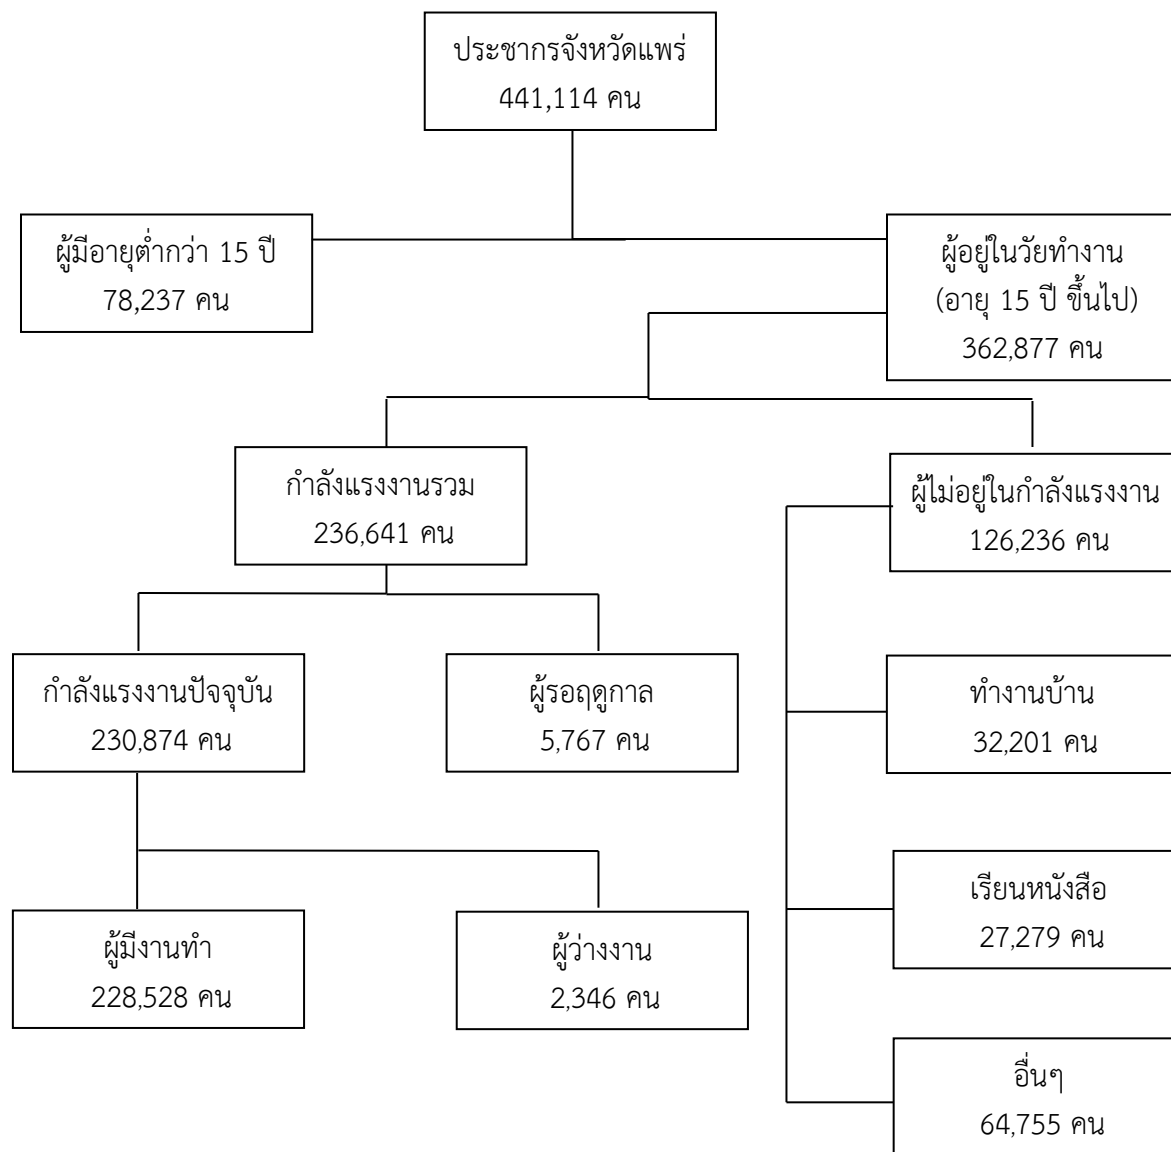 ประชากรจังหวัดแพร่
441,114 คน
ผู้มีอายุต่ำกว่า 15 ปี
78,237 คน
ผู้อยู่ในวัยทำงาน
(อายุ 15 ปี ขึ้นไป)
362,877 คน
กำลังแรงงานรวม
236,641 คน
ผู้ไม่อยู่ในกำลังแรงงาน
126,236 คน
กำลังแรงงานปัจจุบัน
230,874 คน
ผู้รอฤดูกาล
5,767 คน
ทำงานบ้าน
32,201 คน
ผู้มีงานทำ
228,528 คน
ผู้ว่างงาน
2,346 คน
เรียนหนังสือ
27,279 คน
อื่นๆ
64,755 คน